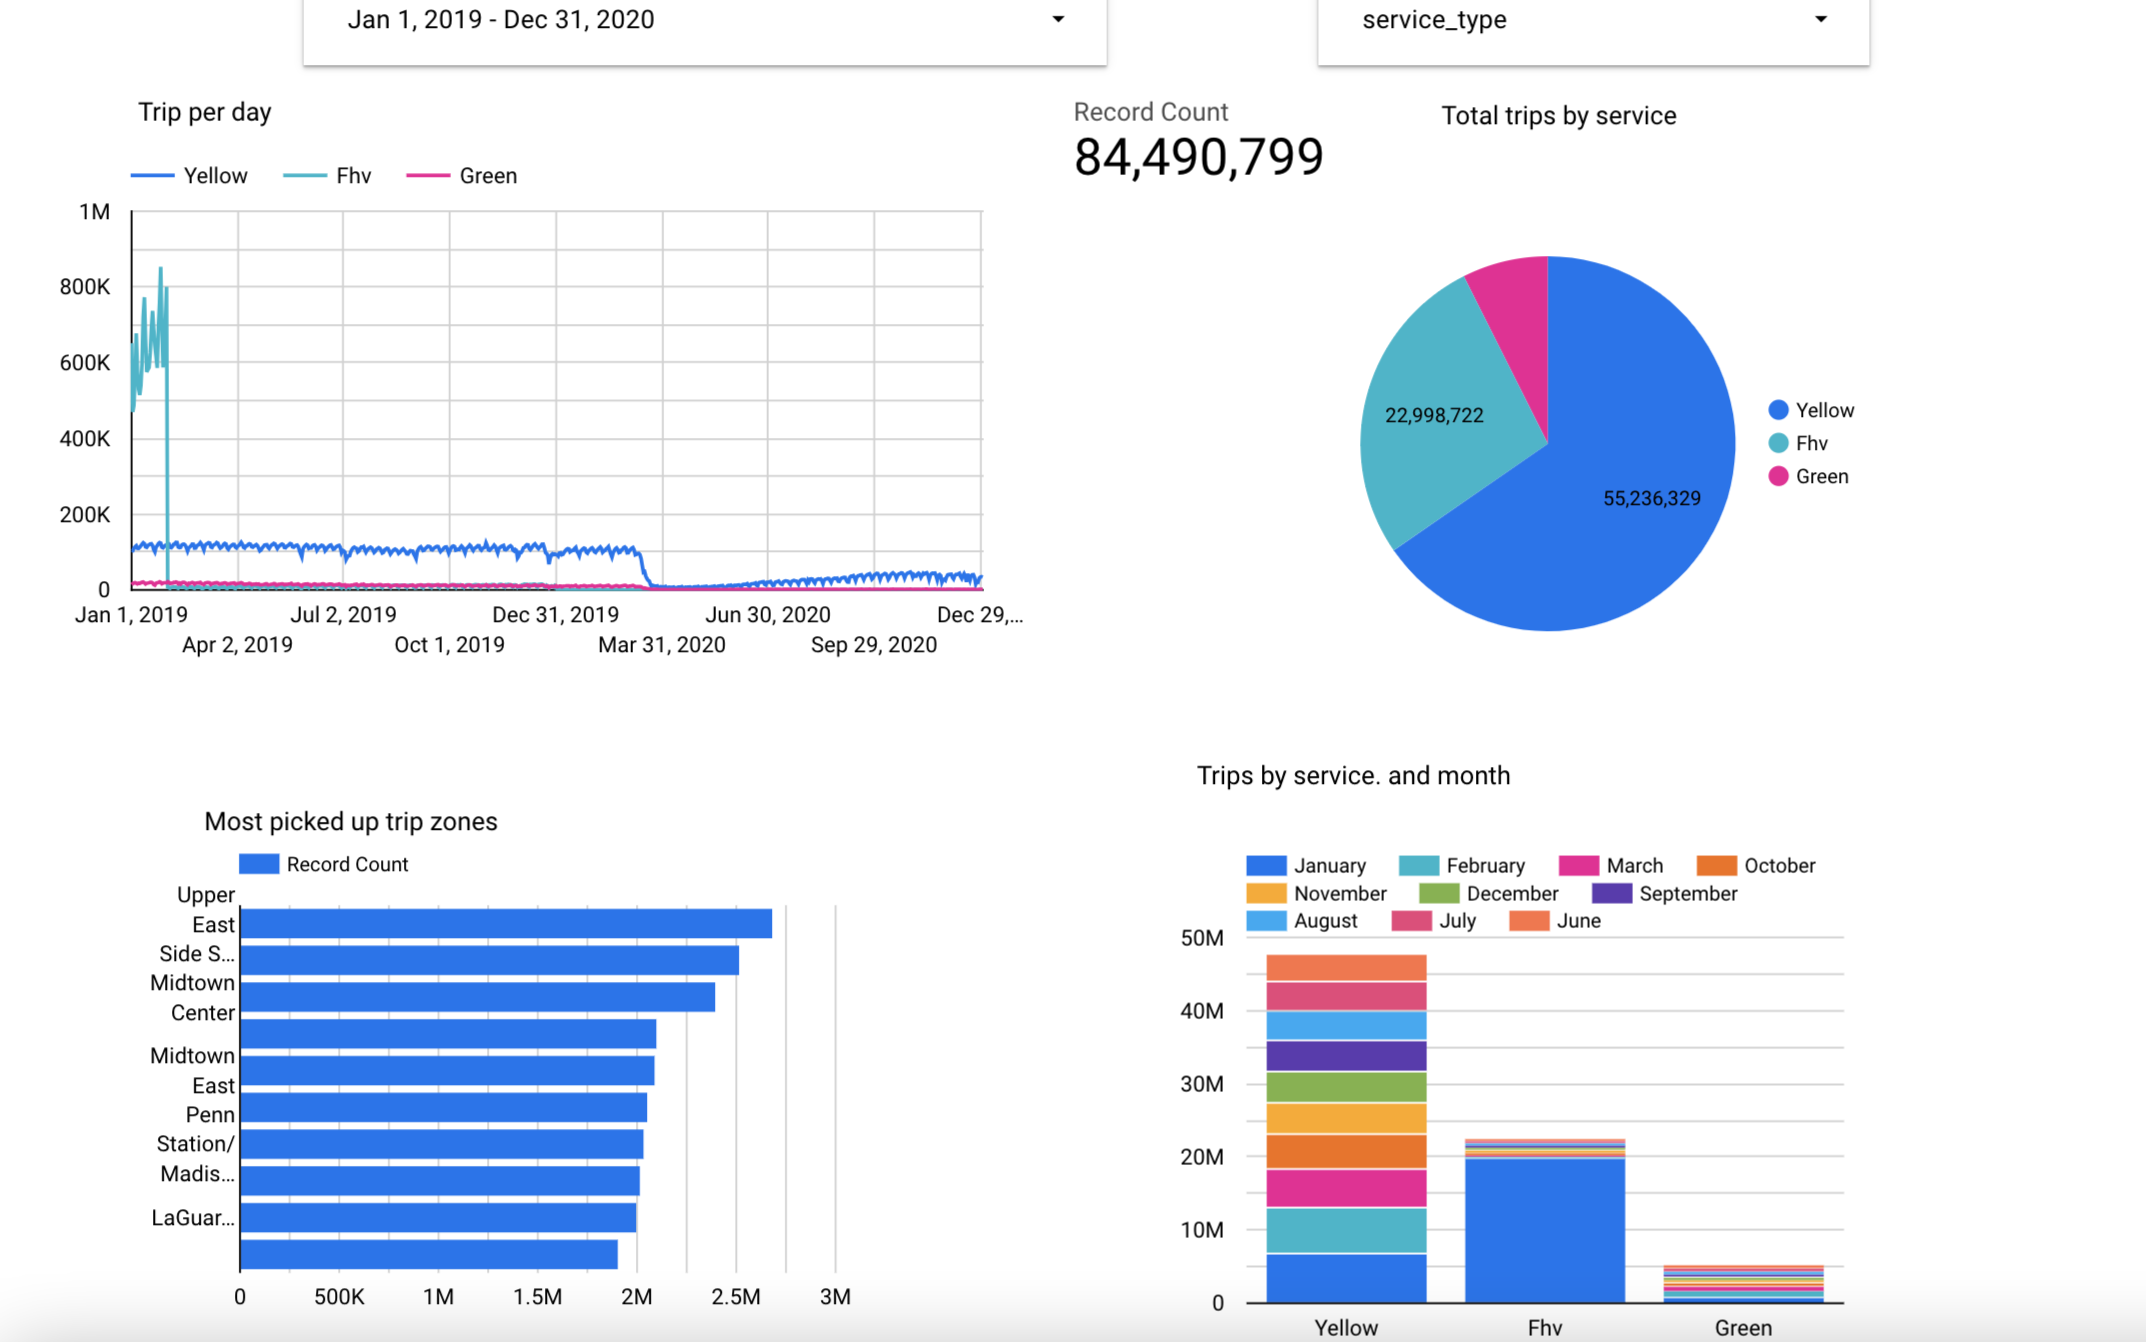 Jan 1, 2019 - Dec 31, 2020
service_type
Trip per day
Yellow
Fhv
Green
1M
800K
600K
400K
200K
0
Jan 1, 2019
Jul 2, 2019
Dec 31, 2019
Jun 30, 2020
Dec 29,...
Apr 2, 2019
Oct 1, 2019
Mar 31, 2020
Sep 29, 2020
Record Count
84,490,799
Total trips by service
22,998,722
55,236,329
Yellow
Fhv
Green
Most picked up trip zones
Record Count
Upper
East
Side S...
Midtown
Center
Midtown
East
Penn
Station/
Madis...
LaGuar...
0
500K
1M
1.5M
2M
2.5M
3M
Trips by service. and month
January
February
March
October
November
December
September
August
July
June
50M
40M
30M
20M
10M
0
Yellow
Fhv
Green